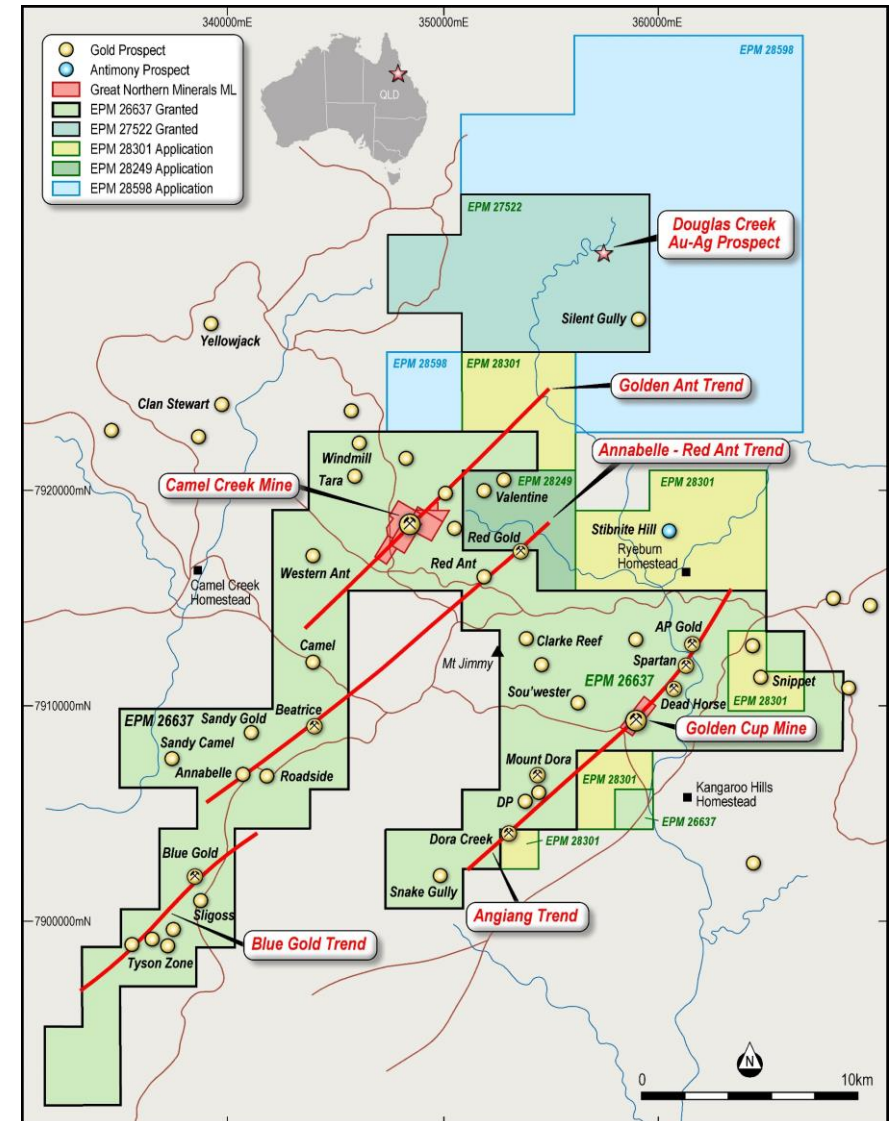 340000mE
350000mE
360000mE
Gold Prospect
Antimony Prospect
Great Northern Minerals ML
EPM 26637 Granted
EPM 27522 Granted
EPM 28301 Application
EPM 28249 Application
EPM 28598 Application
QLD
EPM 28598
EPM 27522
Douglas Creek
Au-Ag Prospect
Silent Gully
Yellowjack
EPM 28598
EPM 28301
Golden Ant Trend
Clan Stewart
Annabelle - Red Ant Trend
Windmill
Tara
Camel Creek Mine
7920000mN
EPM 28249
Valentine
EPM 28301
Stibnite Hill
Ryeburn
Homestead
Red Gold
Red Ant
Western Ant
Camel Creek
Homestead
Camel
Clarke Reef
AP Gold
Mt Jimmy
Spartan
Sou'wester
EPM 26637
Snippet
Dead Horse
EPM 28301
7910000mN
Beatrice
EPM 26637
Sandy Gold
Sandy Camel
Golden Cup Mine
Annabelle
Roadside
Mount Dora
EPM 28301
DP
Kangaroo Hills
Homestead
EPM 26637
Dora Creek
EPM 28301
Blue Gold
Snake Gully
Sligoss
7900000mN
Angiang Trend
Blue Gold Trend
Tyson Zone
N
0
10km